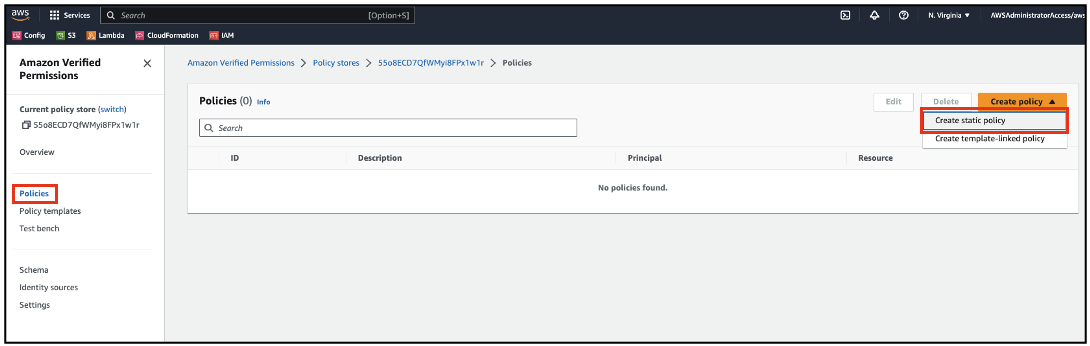 aws Services Search [Option+S] N. Virginia AWSAdministratorAccess/aws
Config S3 Lambda CloudFormation IAM
Amazon Verified Permissions
Current policy store (switch)
55o8ECD7QfWMyi8FPx1w1r
Overview
Policies
Policy templates
Test bench
Schema
Identity sources
Settings
Amazon Verified Permissions > Policy stores > 55o8ECD7QfWMyi8FPx1w1r > Policies
Policies (0) Info
Edit Delete Create policy
Create static policy
Create template-linked policy
Search
ID Description Principal Resource
No policies found.